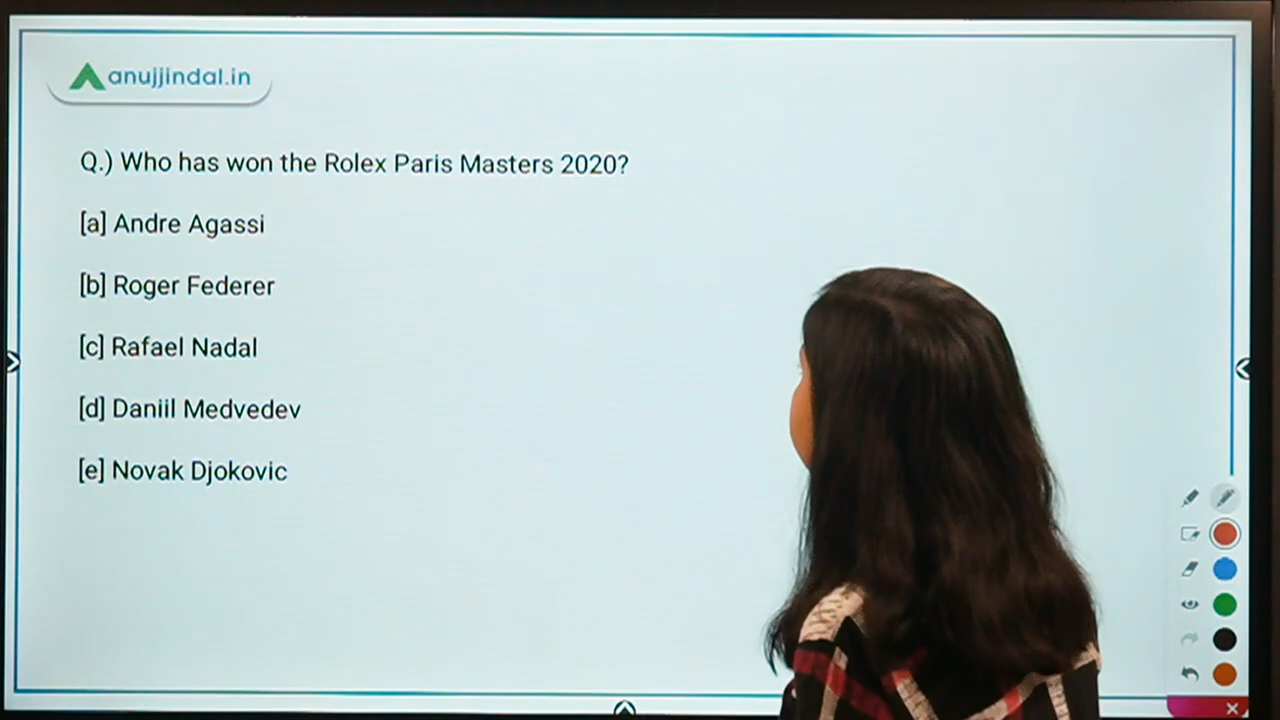 anujjindal.in
Q.) Who has won the Rolex Paris Masters 2020?
[a] Andre Agassi
[b] Roger Federer
[c] Rafael Nadal
[d] Daniil Medvedev
[e] Novak Djokovic